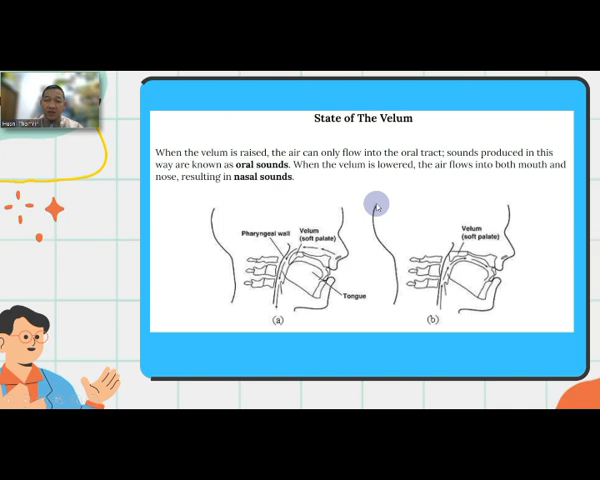 State of The Velum
When the velum is raised, the air can only flow into the oral tract; sounds produced in this
way are known as oral sounds. When the velum is lowered, the air flows into both mouth and
nose, resulting in nasal sounds.
Pharyngeal wall
Velum
(soft palate)
Tongue
(a)
Velum
(soft palate)
(b)